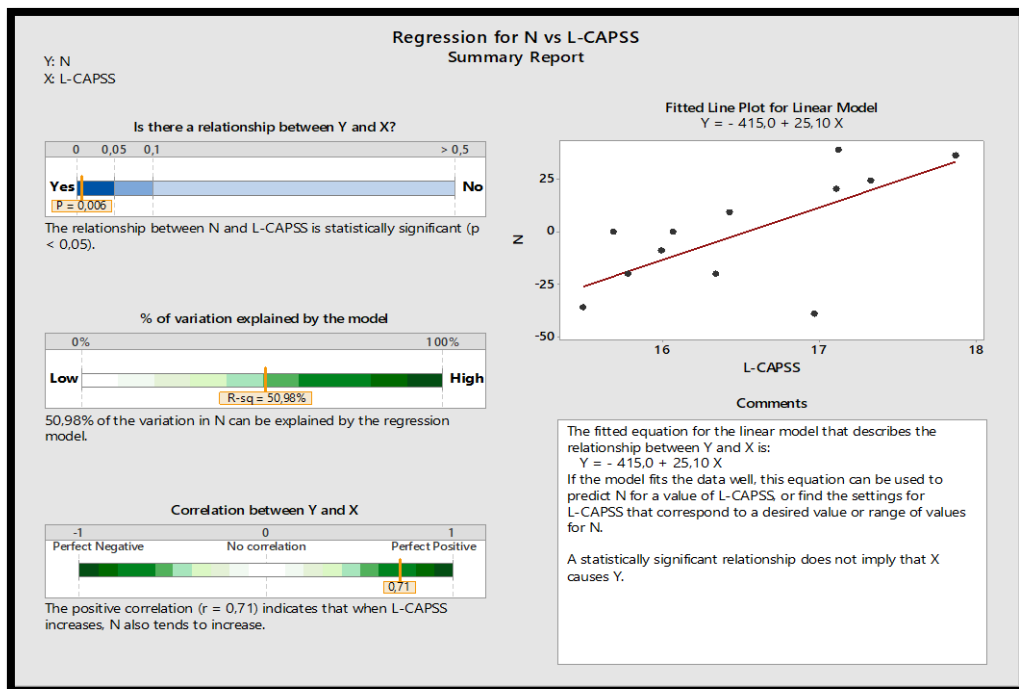 Regression for N vs L-CAPSS
Summary Report
Y: N
X: L-CAPSS
Is there a relationship between Y and X?
0 0,05 0,1 > 0,5
Yes No
P = 0,006
The relationship between N and L-CAPSS is statistically significant (p
< 0,05).
% of variation explained by the model
0% 100%
Low High
R-sq = 50,98%
50,98% of the variation in N can be explained by the regression
model.
Correlation between Y and X
-1 0 1
Perfect Negative No correlation Perfect Positive
0,71
The positive correlation (r = 0,71) indicates that when L-CAPSS
increases, N also tends to increase.
Fitted Line Plot for Linear Model
Y = - 415,0 + 25,10 X
25
0
-25
-50
N
16 17 18
L-CAPSS
Comments
The fitted equation for the linear model that describes the
relationship between Y and X is:
Y = - 415,0 + 25,10 X
If the model fits the data well, this equation can be used to
predict N for a value of L-CAPSS, or find the settings for
L-CAPSS that correspond to a desired value or range of values
for N.
A statistically significant relationship does not imply that X
causes Y.